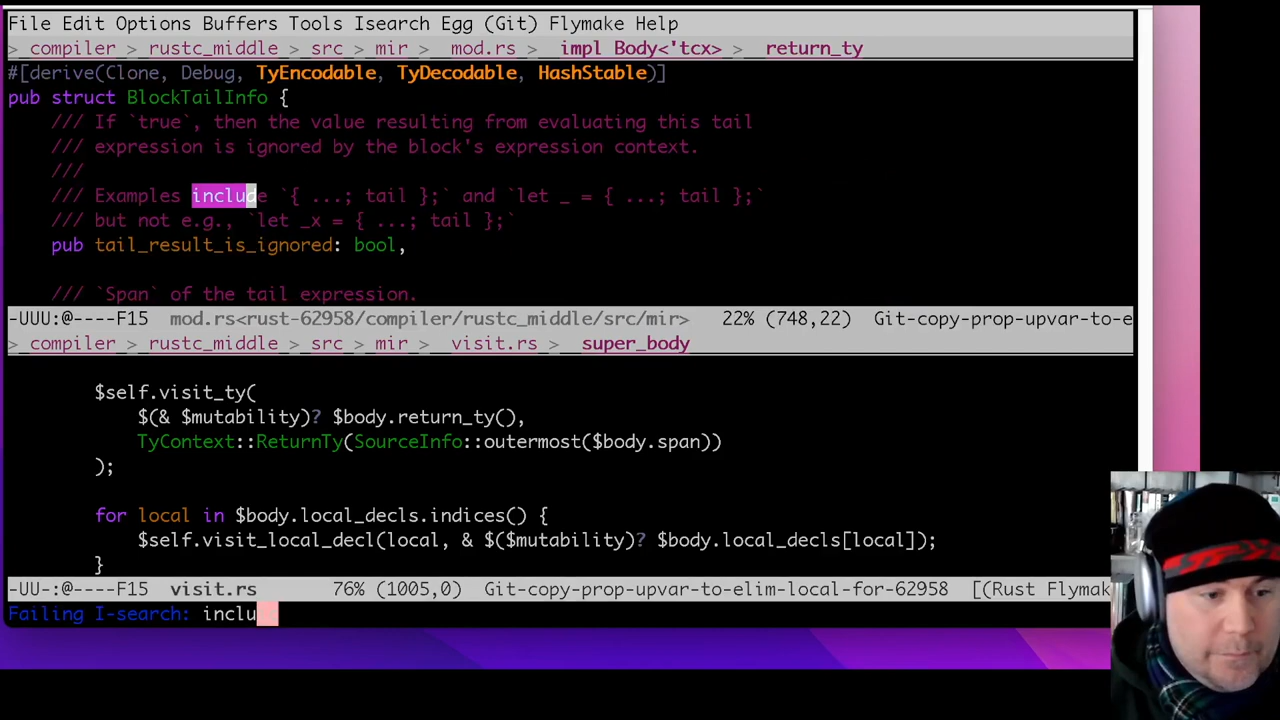 File Edit Options Buffers Tools Isearch Egg (Git) Flymake Help
> compiler > rustc_middle > src > mir > mod.rs > impl Body<'tcx> > return_ty
#[derive(Clone, Debug, TyEncodable, TyDecodable, HashStable)]
pub struct BlockTailInfo {
/// If `true`, then the value resulting from evaluating this tail
/// expression is ignored by the block's expression context.
///
/// Examples include `{ ...; tail };` and `let _ = { ...; tail };`
/// but not e.g., `let _x = { ...; tail };`
pub tail_result_is_ignored: bool,
/// `Span` of the tail expression.
-UUU:@----F15 mod.rs<rust-62958/compiler/rustc_middle/src/mir> 22% (748,22) Git-copy-prop-upvar-to-e
> compiler > rustc_middle > src > mir > visit.rs > super_body
$self.visit_ty(
$(& $mutability)? $body.return_ty(),
TyContext::ReturnTy(SourceInfo::outermost($body.span))
);
for local in $body.local_decls.indices() {
$self.visit_local_decl(local, & $($mutability)? $body.local_decls[local]);
}
-UU-:@----F15 visit.rs 76% (1005,0) Git-copy-prop-upvar-to-elim-local-for-62958 [(Rust Flymak
Failing I-search: inclu